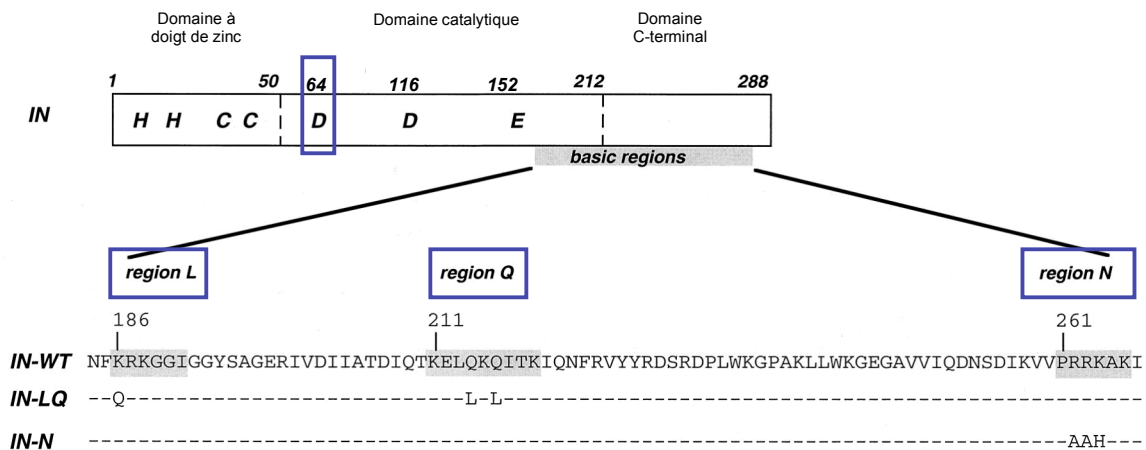 Domaine à doigt de zinc
Domaine catalytique
Domaine C-terminal
1 50 64 116 152 212 288
IN H H C C D D E
basic regions
region L region Q region N
186 211 261
IN-WT NFKRKGGIGGYSAGERIVDIIATDIQTKELQKQITKIQNFRVYYRDSRDPLWKGPAKLLWKGEGAVVIQDNSDIKVVPRRKAKI
IN-LQ --Q---------------------------L-L---------------------------------------------------
IN-N ------------------------------------------------------------------------------AAH---